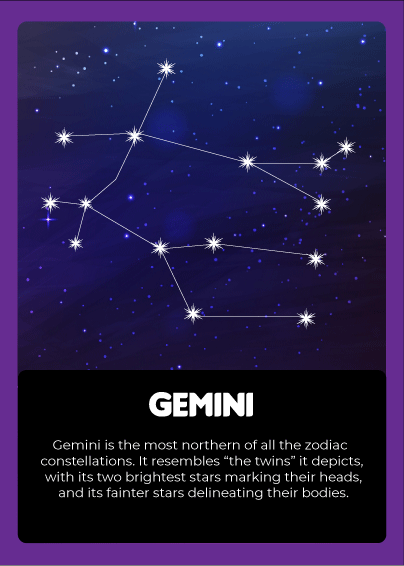 GEMINI
Gemini is the most northern of all the zodiac
constellations. It resembles “the twins” it depicts,
with its two brightest stars marking their heads,
and its fainter stars delineating their bodies.